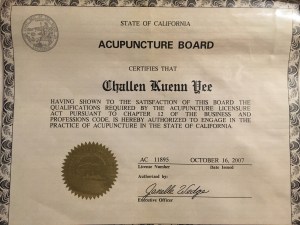 STATE OF CALIFORNIA
ACUPUNCTURE BOARD
CERTIFIES THAT
Challen Kuenn Yee
HAVING SHOWN TO THE SATISFACTION OF THIS BOARD THE
QUALIFICATIONS REQUIRED BY THE ACUPUNCTURE LICENSURE
ACT PURSUANT TO CHAPTER 12 OF THE BUSINESS AND
PROFESSIONS CODE, IS HEREBY AUTHORIZED TO ENGAGE IN THE
PRACTICE OF ACUPUNCTURE IN THE STATE OF CALIFORNIA.
AC 11895 OCTOBER 16, 2007
License Number Date Issued
Authorized by:
Janelle Wedge
Executive Officer